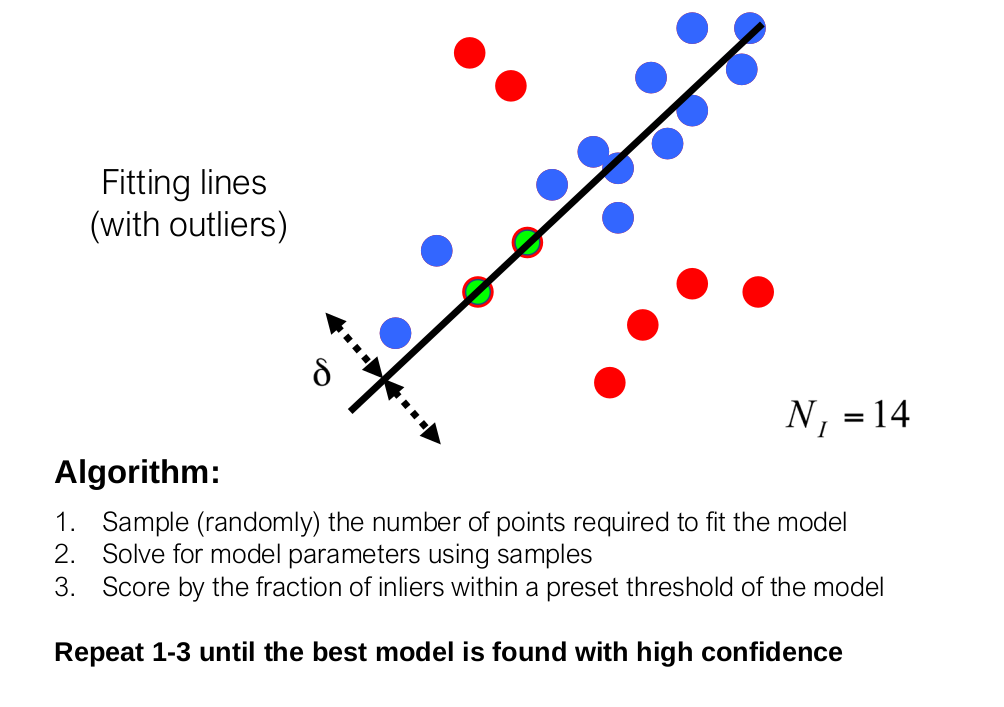 Fitting lines
(with outliers)
δ
N_I = 14
Algorithm:
1. Sample (randomly) the number of points required to fit the model
2. Solve for model parameters using samples
3. Score by the fraction of inliers within a preset threshold of the model
Repeat 1-3 until the best model is found with high confidence